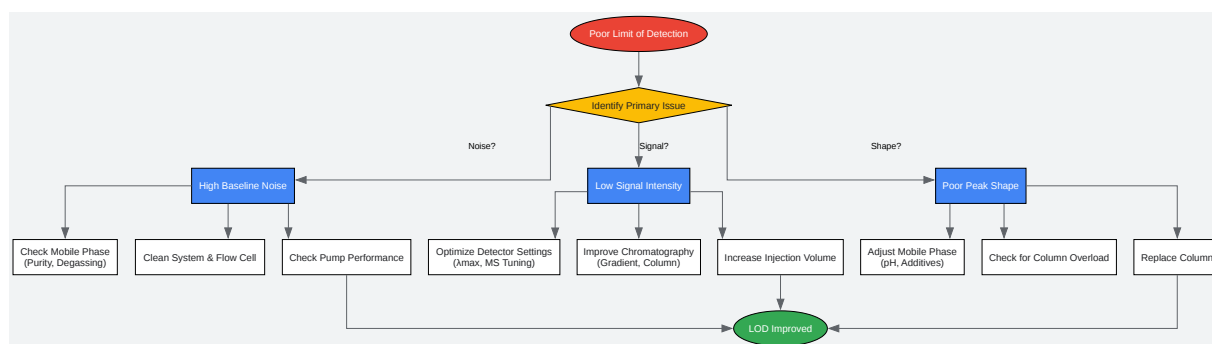 Poor Limit of Detection
Identify Primary Issue
Noise?
Signal?
Shape?
High Baseline Noise
Low Signal Intensity
Poor Peak Shape
Check Mobile Phase
(Purity, Degassing)
Clean System & Flow Cell
Check Pump Performance
Optimize Detector Settings
(λmax, MS Tuning)
Improve Chromatography
(Gradient, Column)
Increase Injection Volume
Adjust Mobile Phase
(pH, Additives)
Check for Column Overload
Replace Column
LOD Improved